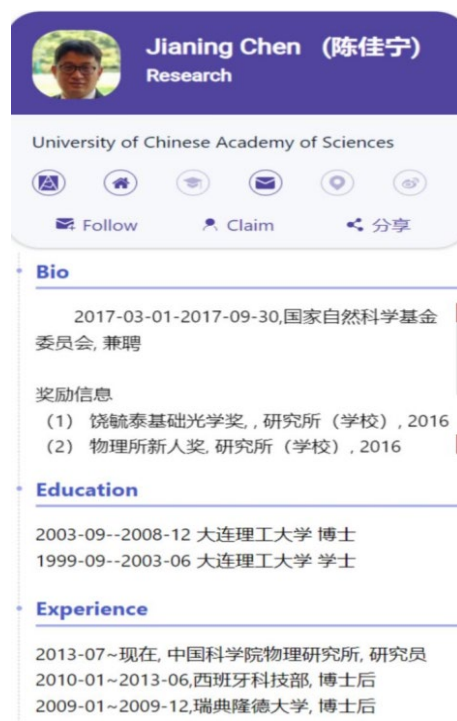 Jianing Chen （陈佳宁）
Research
University of Chinese Academy of Sciences
Follow Claim 分享
Bio
2017-03-01-2017-09-30,国家自然科学基金
委员会, 兼聘
奖励信息
（1） 饶毓泰基础光学奖, , 研究所（学校）, 2016
（2） 物理所新人奖, 研究所（学校）, 2016
Education
2003-09--2008-12 大连理工大学 博士
1999-09--2003-06 大连理工大学 学士
Experience
2013-07~现在, 中国科学院物理研究所, 研究员
2010-01~2013-06,西班牙科技部, 博士后
2009-01~2009-12,瑞典隆德大学, 博士后